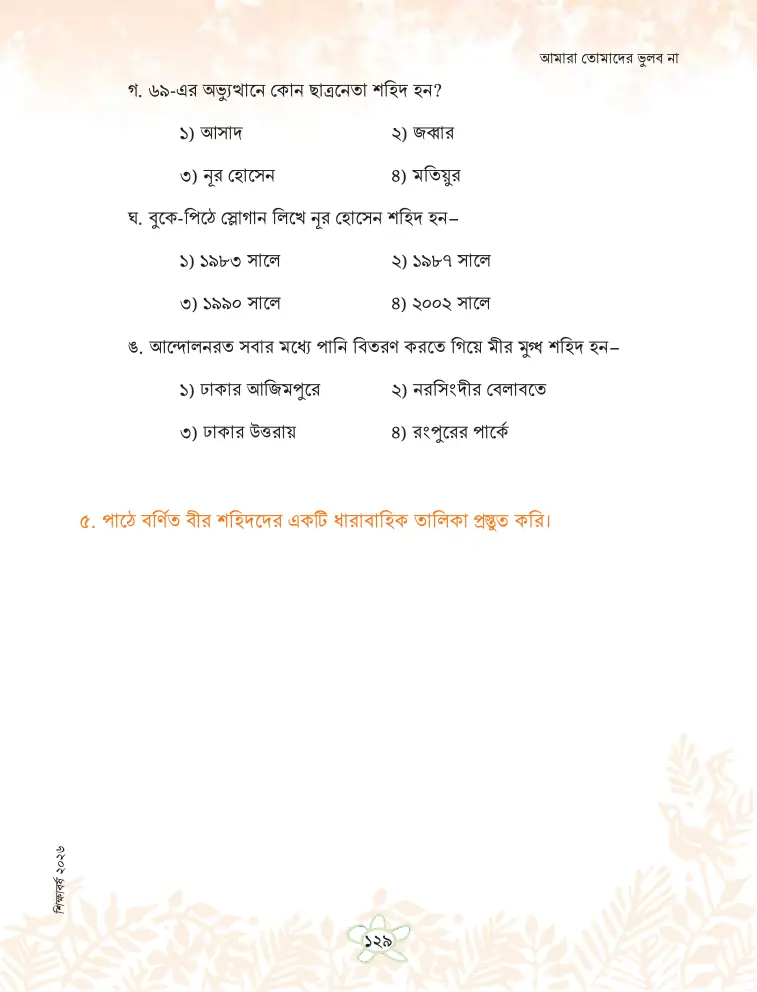 আমারা তোমাদের ভুলব না
গ. ৬৯-এর অভ্যুত্থানে কোন ছাত্রনেতা শহিদ হন?
১) আসাদ ২) জব্বার
৩) নূর হোসেন ৪) মতিয়ুর
ঘ. বুকে-পিঠে স্লোগান লিখে নূর হোসেন শহিদ হন–
১) ১৯৮৩ সালে ২) ১৯৮৭ সালে
৩) ১৯৯০ সালে ৪) ২০০২ সালে
ঙ. আন্দোলনরত সবার মধ্যে পানি বিতরণ করতে গিয়ে মীর মুগ্ধ শহিদ হন–
১) ঢাকার আজিমপুরে ২) নরসিংদীর বেলাবতে
৩) ঢাকার উত্তরায় ৪) রংপুরের পার্কে
৫. পাঠে বর্ণিত বীর শহিদদের একটি ধারাবাহিক তালিকা প্রস্তুত করি।
শিক্ষাবর্ষ ২০২৬
১২৯